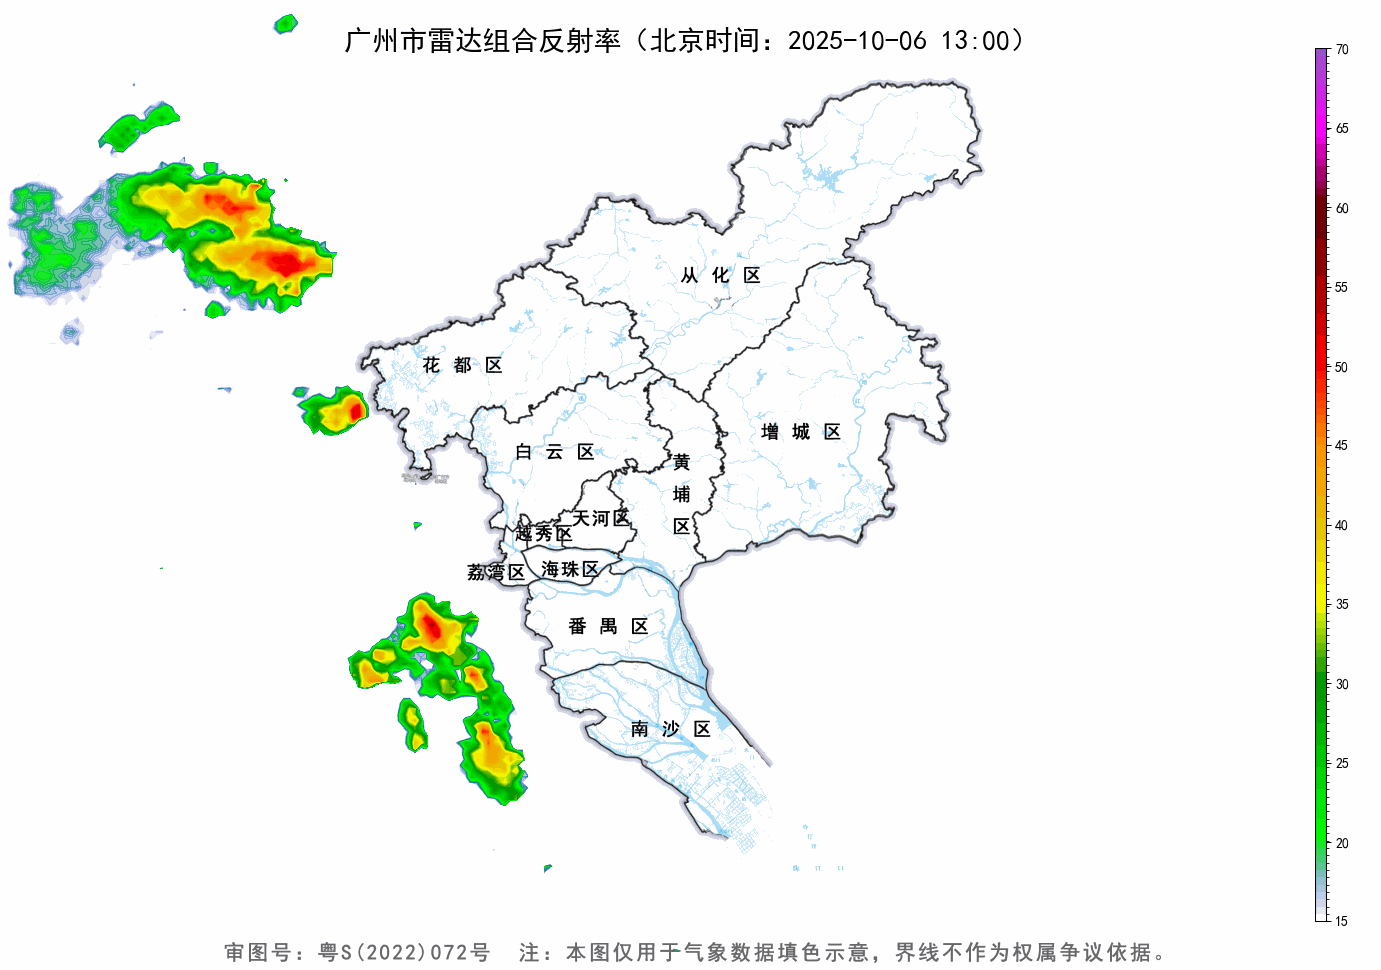 广州市雷达组合反射率（北京时间：2025-10-06 13:00）
70
65
60
55
50
45
40
35
30
25
20
15
从化区
花都区
增城区
白云区
黄埔区
天河区
越秀区
荔湾区
海珠区
番禺区
南沙区
审图号：粤S(2022)072号 注：本图仅用于气象数据填色示意，界线不作为权属争议依据。